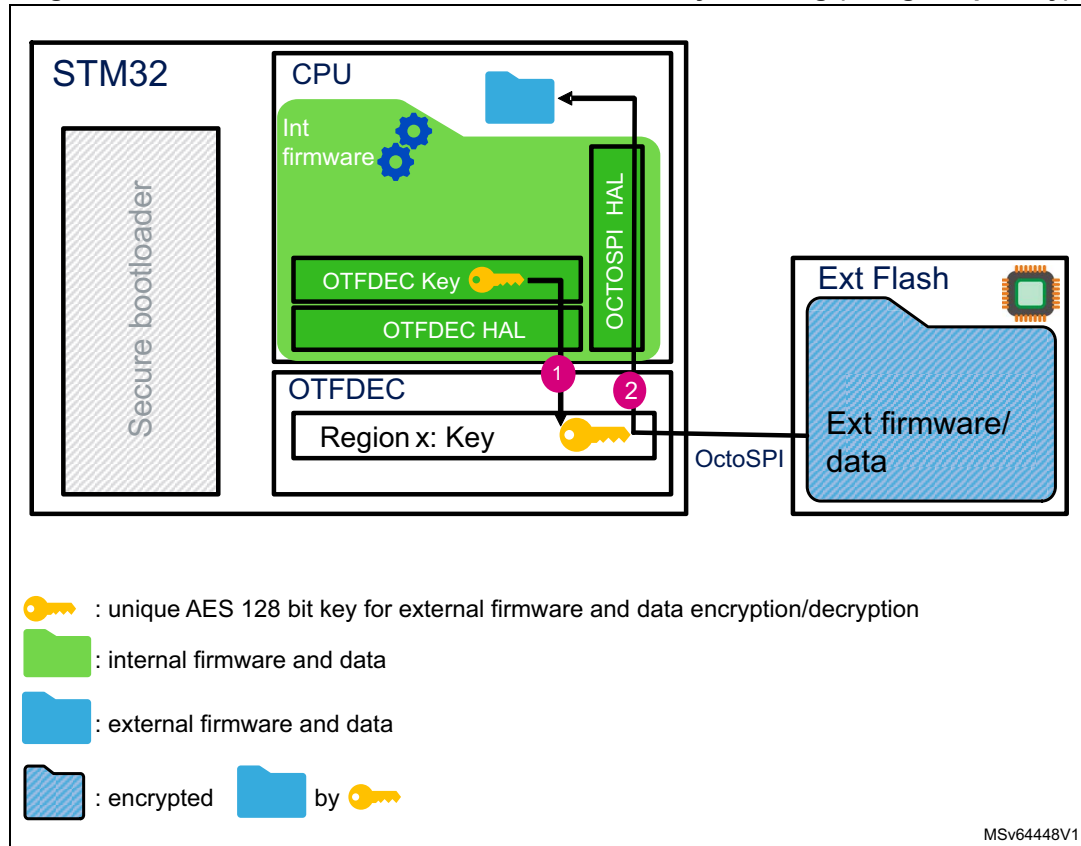 STM32
Secure bootloader
CPU
Int
firmware
OCTOSPI HAL
OTFDEC Key
OTFDEC HAL
1
2
OTFDEC
Region x: Key
OctoSPI
Ext Flash
Ext firmware/
data
: unique AES 128 bit key for external firmware and data encryption/decryption
: internal firmware and data
: external firmware and data
: encrypted by
MSv64448V1